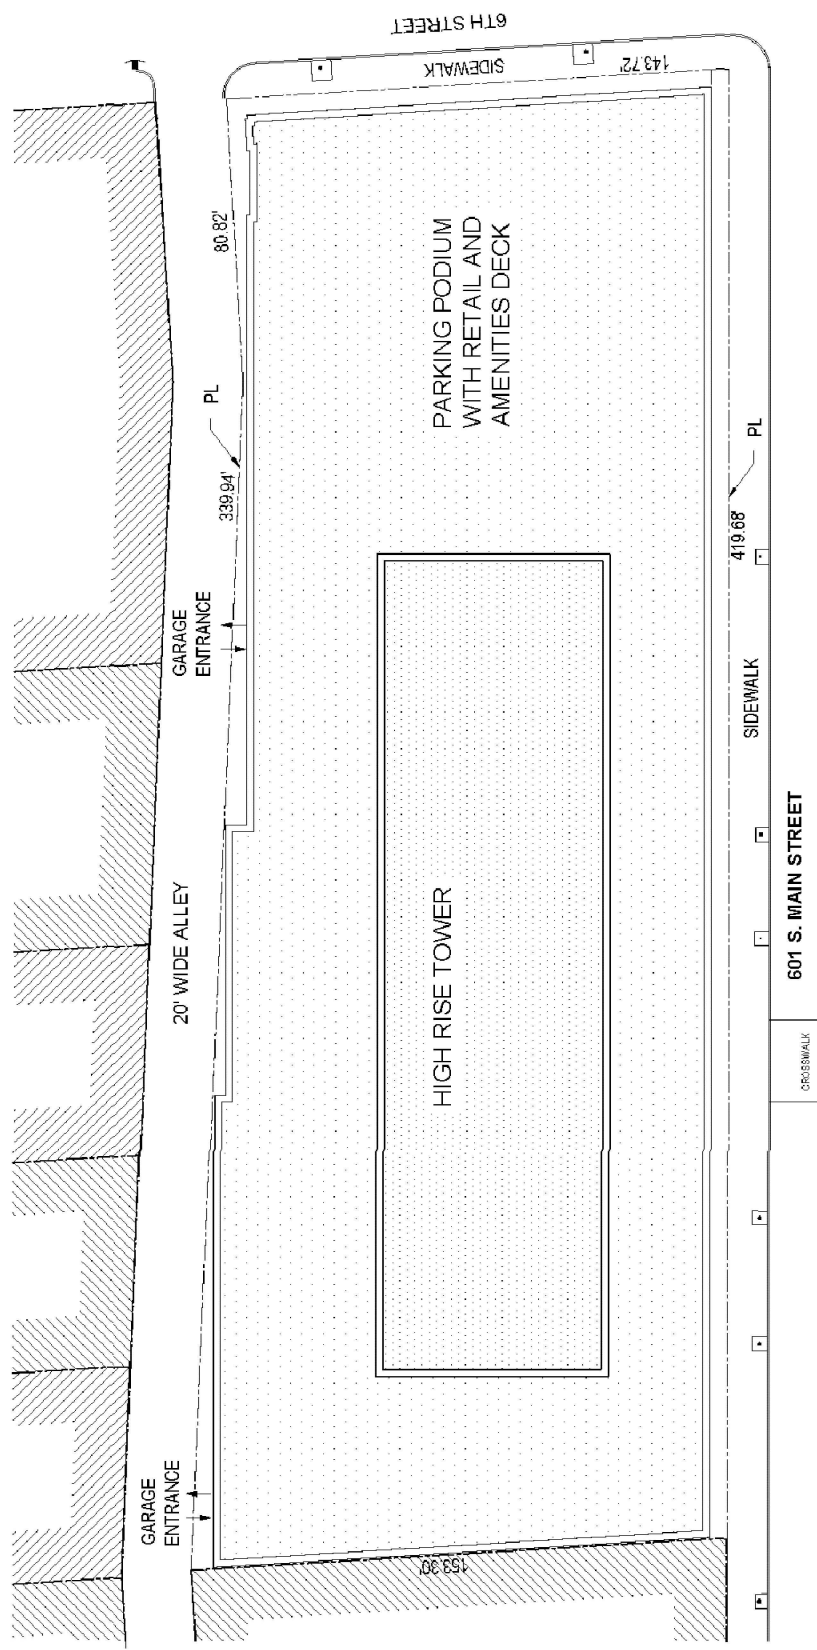 6TH STREET
SIDEWALK
143.72'
80.82'
PARKING PODIUM
WITH RETAIL AND
AMENITIES DECK
PL
339.94'
PL
419.68'
GARAGE
ENTRANCE
SIDEWALK
20' WIDE ALLEY
HIGH RISE TOWER
601 S. MAIN STREET
CROSSWALK
GARAGE
ENTRANCE
153.30'